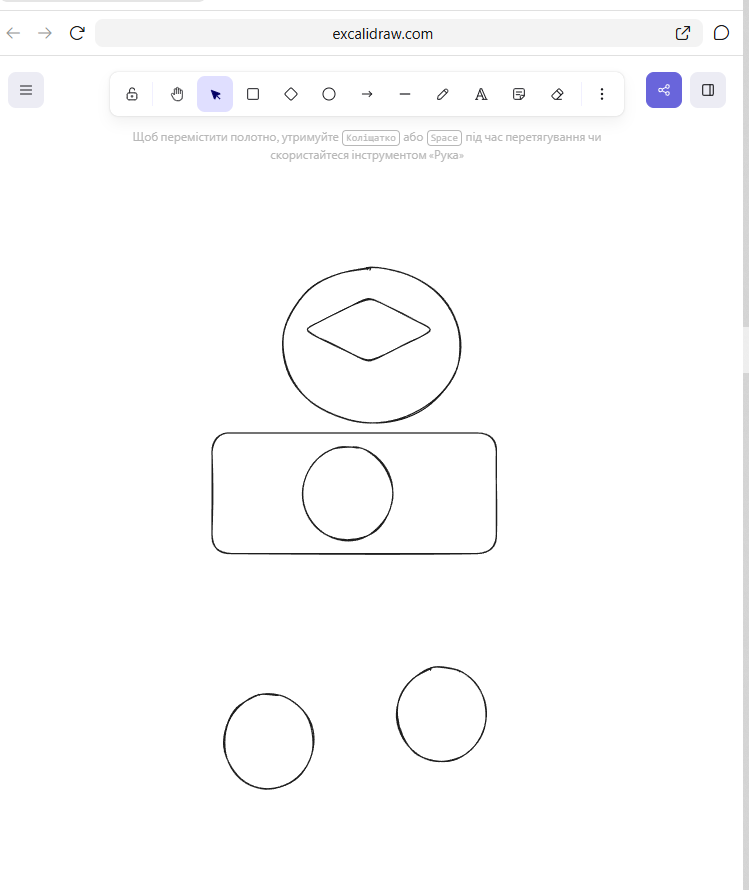 excalidraw.com
Щоб перемістити полотно, утримуйте Коліщатко або Space під час перетягування чи
скористайтеся інструментом «Рука»